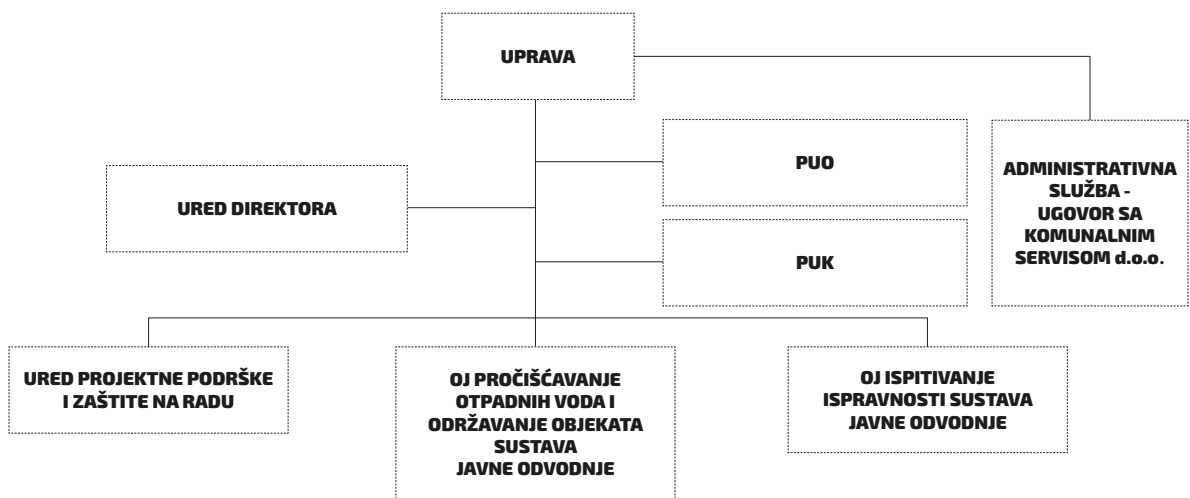 UPRAVA
PUO
ADMINISTRATIVNA
SLUŽBA -
UGOVOR SA
KOMUNALNIM
SERVISOM d.o.o.
URED DIREKTORA
PUK
URED PROJEKTNE PODRŠKE
I ZAŠTITE NA RADU
OJ PROČIŠĆAVANJE
OTPADNIH VODA I
ODRŽAVANJE OBJEKATA
SUSTAVA
JAVNE ODVODNJE
OJ ISPITIVANJE
ISPRAVNOSTI SUSTAVA
JAVNE ODVODNJE